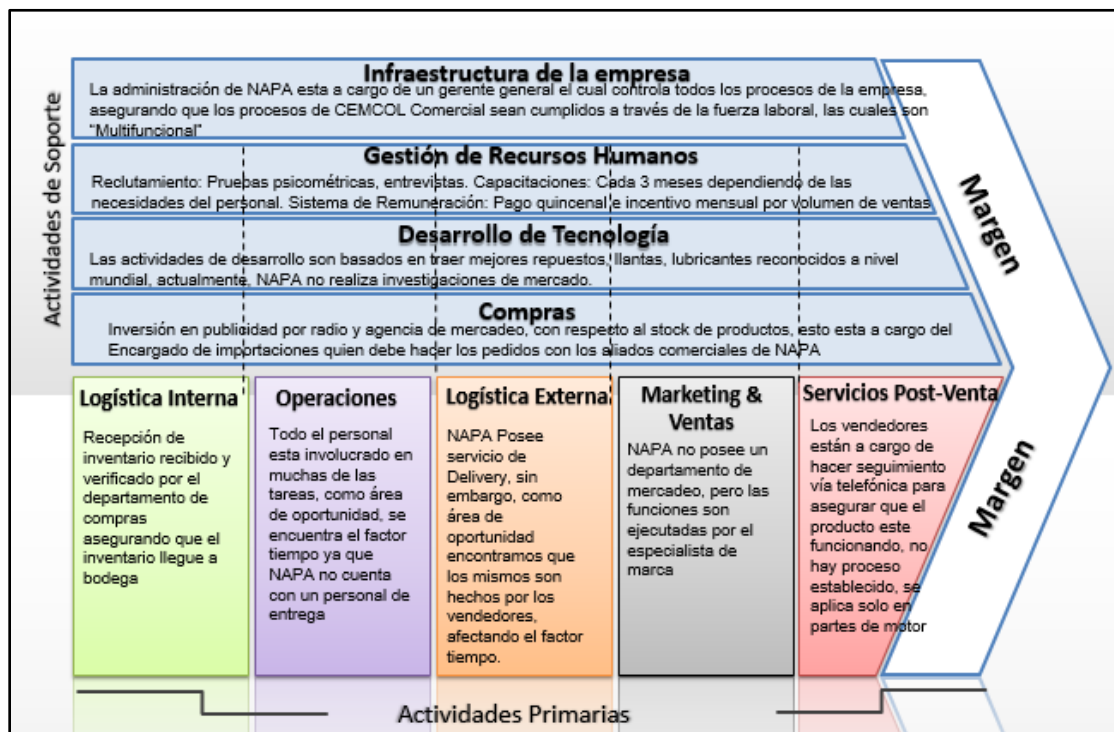 Actividades de Soporte
Infraestructura de la empresa
La administración de NAPA esta a cargo de un gerente general el cual controla todos los procesos de la empresa,
asegurando que los procesos de CEMCOL Comercial sean cumplidos a través de la fuerza laboral, las cuales son
“Multifuncional”
Gestión de Recursos Humanos
Reclutamiento: Pruebas psicométricas, entrevistas. Capacitaciones: Cada 3 meses dependiendo de las
necesidades del personal. Sistema de Remuneración: Pago quincenal e incentivo mensual por volumen de ventas
Desarrollo de Tecnología
Las actividades de desarrollo son basados en traer mejores repuestos, llantas, lubricantes reconocidos a nivel
mundial, actualmente, NAPA no realiza investigaciones de mercado.
Compras
Inversión en publicidad por radio y agencia de mercadeo, con respecto al stock de productos, esto esta a cargo del
Encargado de importaciones quien debe hacer los pedidos con los aliados comerciales de NAPA
Margen
Margen
Logística Interna
Recepción de
inventario recibido y
verificado por el
departamento de
compras
asegurando que el
inventario llegue a
bodega
Operaciones
Todo el personal
esta involucrado en
muchas de las
tareas, como área
de oportunidad, se
encuentra el factor
tiempo ya que
NAPA no cuenta
con un personal de
entrega
Logística Externa
NAPA Posee
servicio de
Delivery, sin
embargo, como
área de
oportunidad
encontramos que
los mismos son
hechos por los
vendedores,
afectando el factor
tiempo.
Marketing &
Ventas
NAPA no posee un
departamento de
mercadeo, pero las
funciones son
ejecutadas por el
especialista de
marca
Servicios Post-Venta
Los vendedores
están a cargo de
hacer seguimiento
vía telefónica para
asegurar que el
producto este
funcionando, no
hay proceso
establecido, se
aplica solo en
partes de motor
Actividades Primarias